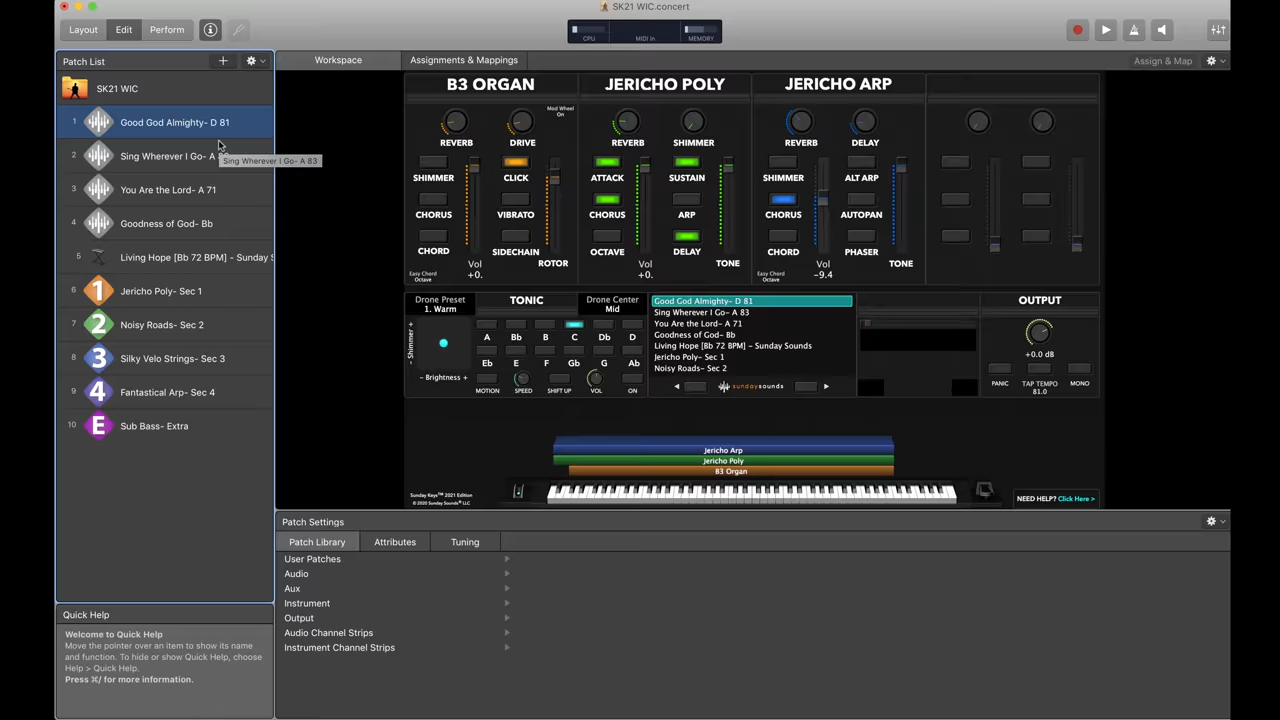 SK21 WIC.concert
Layout
Edit
Perform
CPU
MIDI In
MEMORY
Patch List
Workspace
Assignments & Mappings
Assign & Map
SK21 WIC
1 Good God Almighty- D 81
2 Sing Wherever I Go- A
Sing Wherever I Go- A 83
3 You Are the Lord- A 71
4 Goodness of God- Bb
5 Living Hope [Bb 72 BPM] – Sunday S
6 Jericho Poly- Sec 1
7 Noisy Roads- Sec 2
8 Silky Velo Strings- Sec 3
9 Fantastical Arp- Sec 4
10 Sub Bass- Extra
1
2
3
4
E
B3 ORGAN
Mod Wheel
On
REVERB
DRIVE
SHIMMER
CLICK
CHORUS
VIBRATO
CHORD
SIDECHAIN
ROTOR
Easy Chord
Octave
Vol
+0.
JERICHO POLY
REVERB
SHIMMER
ATTACK
SUSTAIN
CHORUS
ARP
OCTAVE
DELAY
TONE
Vol
+0.
JERICHO ARP
REVERB
DELAY
SHIMMER
ALT ARP
CHORUS
AUTOPAN
CHORD
PHASER
TONE
Easy Chord
Octave
Vol
-9.4
Drone Preset
1. Warm
TONIC
Drone Center
Mid
- Shimmer +
- Brightness +
A
Bb
B
C
Db
D
Eb
E
F
Gb
G
Ab
MOTION
SPEED
SHIFT UP
VOL
ON
Good God Almighty- D 81
Sing Wherever I Go- A 83
You Are the Lord- A 71
Goodness of God- Bb
Living Hope [Bb 72 BPM] – Sunday Sounds
Jericho Poly- Sec 1
Noisy Roads- Sec 2
sundaysounds
OUTPUT
+0.0 dB
PANIC
TAP TEMPO
81.0
MONO
Jericho Arp
Jericho Poly
B3 Organ
Sunday Keys™ 2021 Edition
© 2020 Sunday Sounds® LLC
NEED HELP? Click Here >
Patch Settings
Patch Library
Attributes
Tuning
User Patches
Audio
Aux
Instrument
Output
Audio Channel Strips
Instrument Channel Strips
Quick Help
Welcome to Quick Help
Move the pointer over an item to show its name
and function. To hide or show Quick Help, choose
Help > Quick Help.
Press ⌘/ for more information.